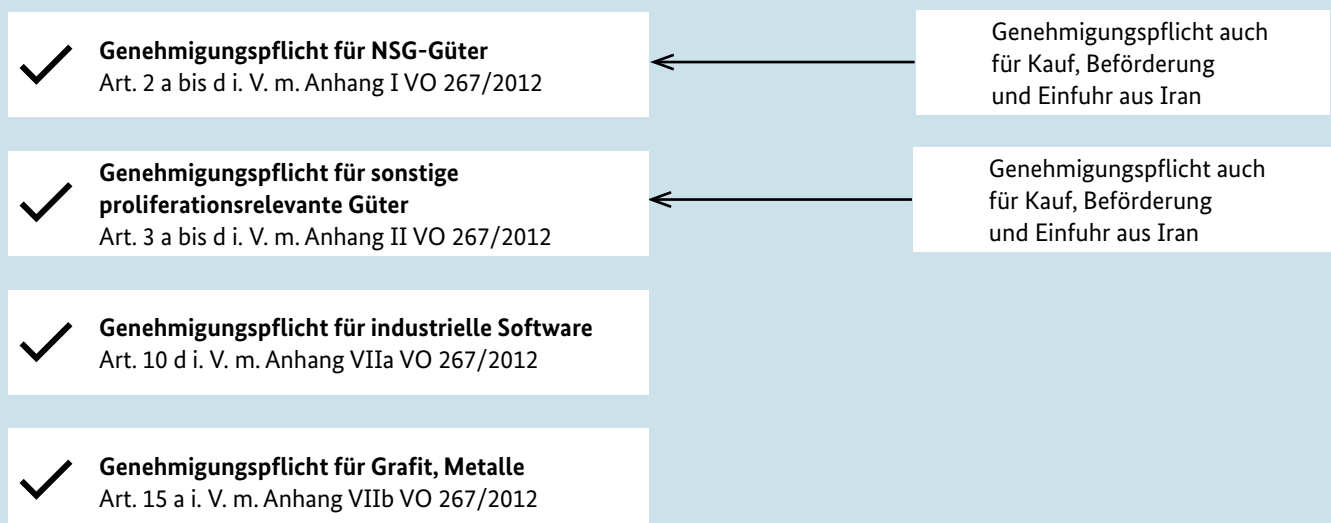 Genehmigungspflicht für NSG-Güter
Art. 2 a bis d i. V. m. Anhang I VO 267/2012
Genehmigungspflicht auch
für Kauf, Beförderung
und Einfuhr aus Iran
Genehmigungspflicht für sonstige
proliferationsrelevante Güter
Art. 3 a bis d i. V. m. Anhang II VO 267/2012
Genehmigungspflicht auch
für Kauf, Beförderung
und Einfuhr aus Iran
Genehmigungspflicht für industrielle Software
Art. 10 d i. V. m. Anhang VIIa VO 267/2012
Genehmigungspflicht für Grafit, Metalle
Art. 15 a i. V. m. Anhang VIIb VO 267/2012